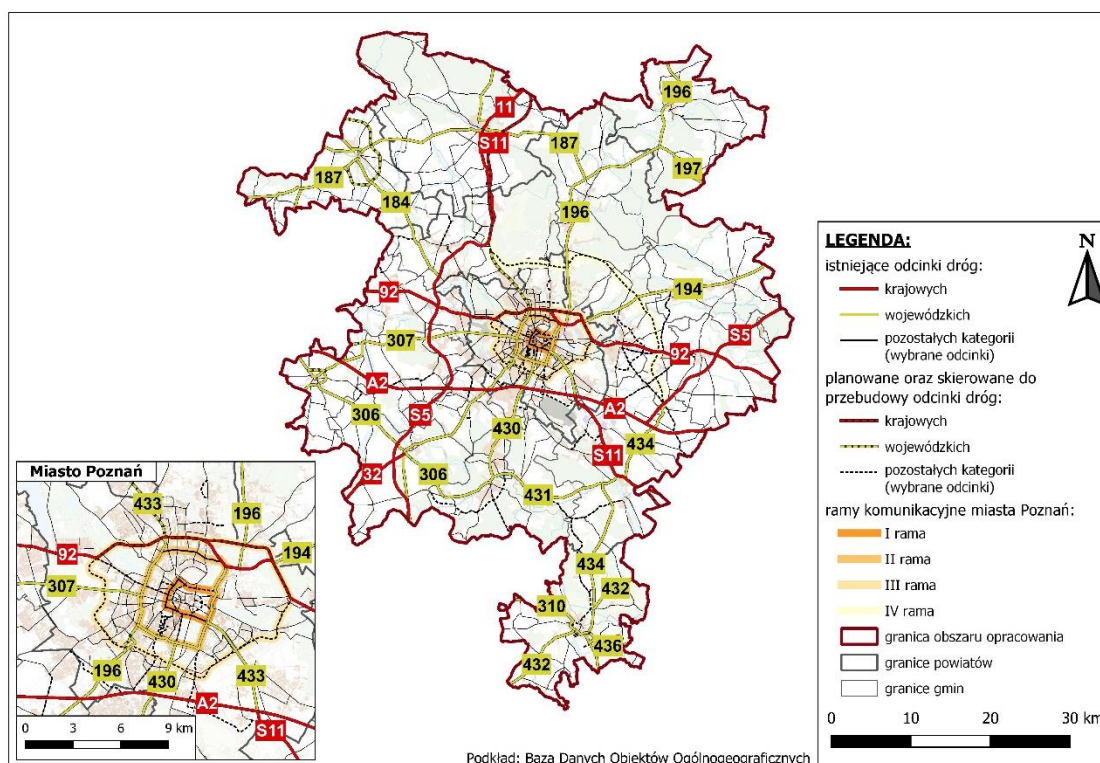 11
196
S11
187
197
187
184
196
92
194
307
S5
92
A2
306
S5
A2
430
434
S11
32
306
431
434
432
310
436
432
Miasto Poznań
433
196
92
194
307
196
430
433
A2
S11
0 3 6 9 km
LEGENDA:
N
istniejące odcinki dróg:
krajowych
wojewódzkich
pozostałych kategorii
(wybrane odcinki)
planowane oraz skierowane do
przebudowy odcinki dróg:
krajowych
wojewódzkich
pozostałych kategorii
(wybrane odcinki)
ramy komunikacyjne miasta Poznań:
I rama
II rama
III rama
IV rama
granica obszaru opracowania
granice powiatów
granice gmin
0 10 20 30 km
Podkład: Baza Danych Obiektów Ogólnogeograficznych